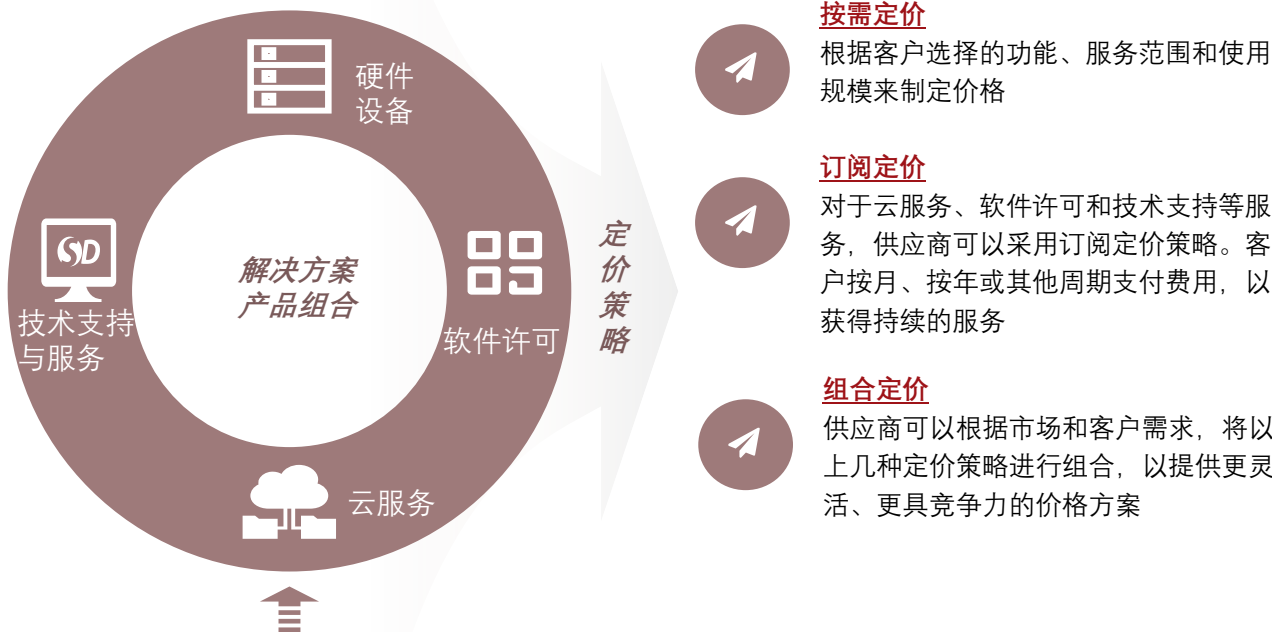 硬件
设备
技术支持
与服务
解决方案
产品组合
软件许可
云服务
定
价
策
略
按需定价
根据客户选择的功能、服务范围和使用
规模来制定价格
订阅定价
对于云服务、软件许可和技术支持等服
务，供应商可以采用订阅定价策略。客
户按月、按年或其他周期支付费用，以
获得持续的服务
组合定价
供应商可以根据市场和客户需求，将以
上几种定价策略进行组合，以提供更灵
活、更具竞争力的价格方案